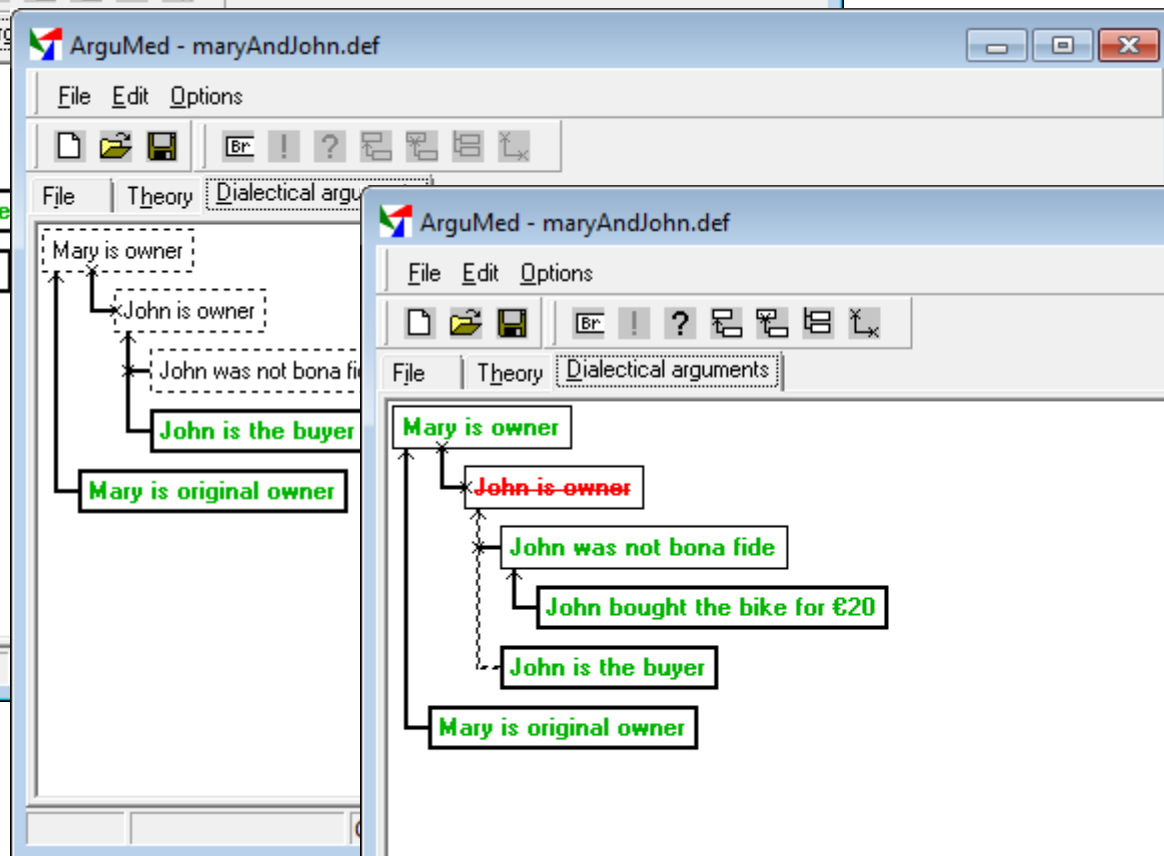 ArguMed - maryAndJohn.def
File Edit Options
Br ! ?
File Theory Dialectical argu
Mary is owner
John is owner
John was not bona fi
John is the buyer
Mary is original owner
ArguMed - maryAndJohn.def
File Edit Options
Br ! ?
File Theory Dialectical arguments
Mary is owner
John is owner
John was not bona fide
John bought the bike for €20
John is the buyer
Mary is original owner